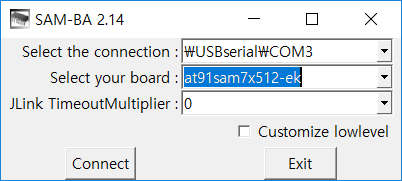 SAM-BA 2.14
Select the connection : ₩USBserial₩COM3
Select your board : at91sam7x512-ek
JLink TimeoutMultiplier : 0
Customize lowlevel
Connect Exit